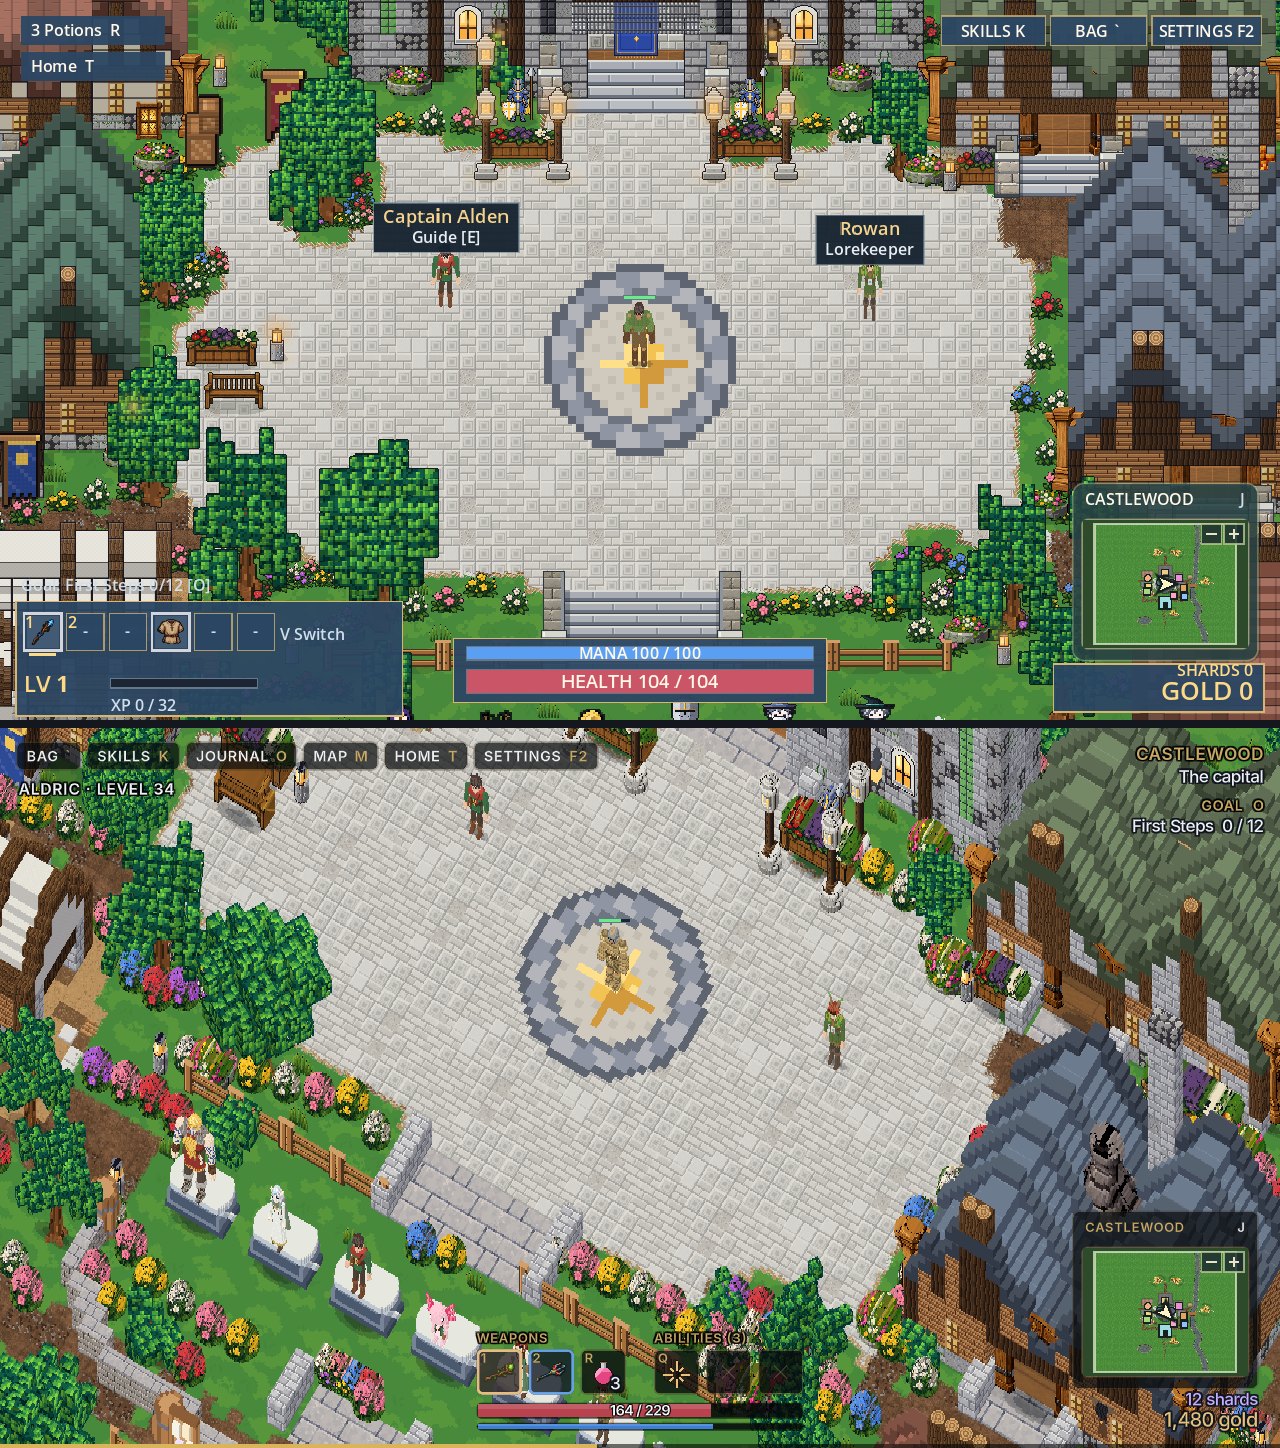 3 Potions R
Home T
SKILLS K
BAG `
SETTINGS F2
Captain Alden
Guide [E]
Rowan
Lorekeeper
CASTLEWOOD J
Goal First Steps 0/12 [O]
1
2
-
-
-
-
V Switch
LV 1
XP 0 / 32
MANA 100 / 100
HEALTH 104 / 104
SHARDS 0
GOLD 0
BAG `
SKILLS K
JOURNAL O
MAP M
HOME T
SETTINGS F2
ALDRIC · LEVEL 34
CASTLEWOOD
The capital
GOAL O
First Steps 0 / 12
CASTLEWOOD J
WEAPONS
ABILITIES (3)
1
2
R
3
Q
164 / 229
12 shards
1,480 gold